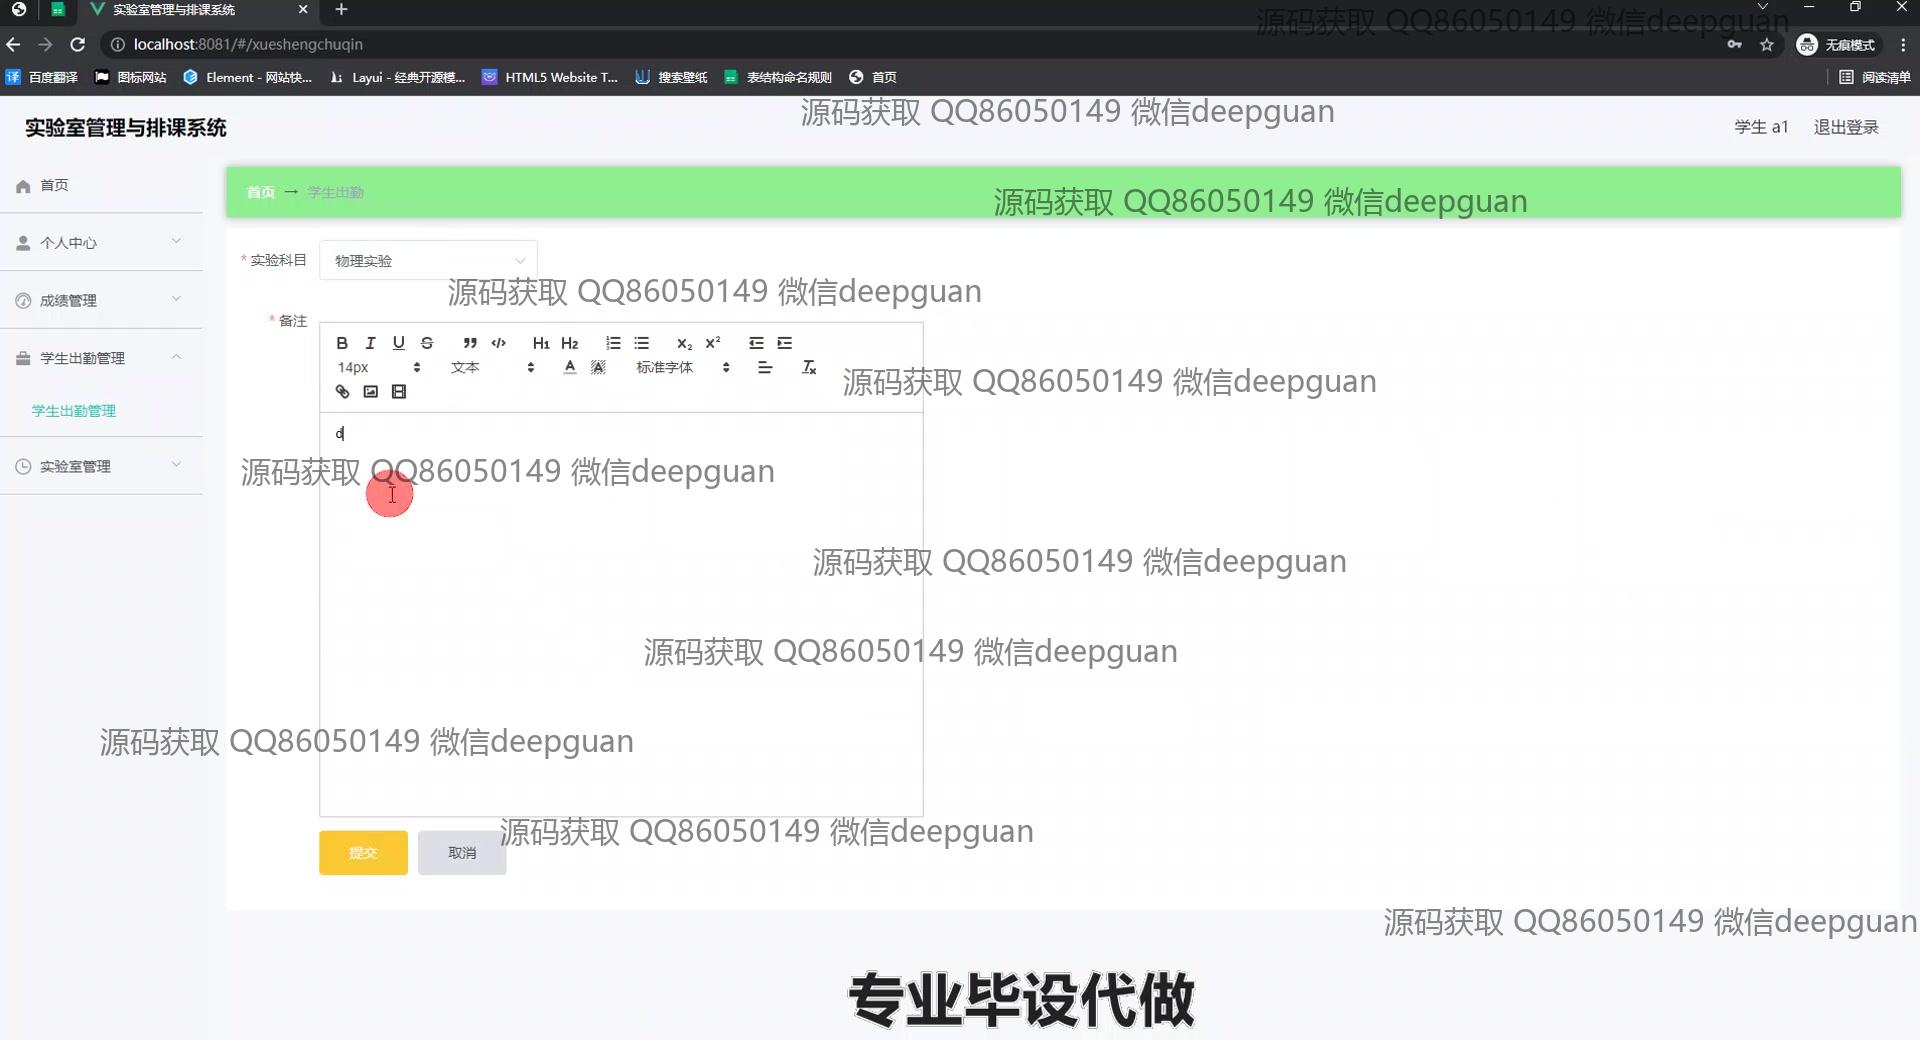 实验室管理与排课系统
localhost:8081/#/xueshengchuqin
无痕模式
源码获取 QQ86050149 微信deepguan
百度翻译
图标网站
Element - 网站快...
Layui - 经典开源模...
HTML5 Website T...
搜索壁纸
表结构命名规则
首页
阅读清单
源码获取 QQ86050149 微信deepguan
实验室管理与排课系统
学生 a1
退出登录
首页
个人中心
成绩管理
学生出勤管理
学生出勤管理
实验室管理
首页 → 学生出勤
源码获取 QQ86050149 微信deepguan
* 实验科目
物理实验
源码获取 QQ86050149 微信deepguan
* 备注
B I U S ” </> H1 H2 X2 X2
14px 文本 A A 标准字体 Tx
源码获取 QQ86050149 微信deepguan
d
源码获取 QQ86050149 微信deepguan
源码获取 QQ86050149 微信deepguan
源码获取 QQ86050149 微信deepguan
源码获取 QQ86050149 微信deepguan
源码获取 QQ86050149 微信deepguan
提交
取消
源码获取 QQ86050149 微信deepguan
专业毕设代做